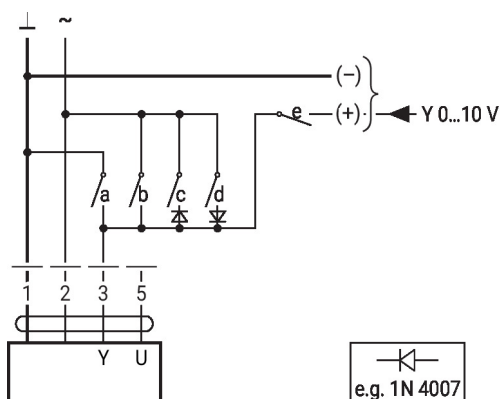 ⊥ ~
(–)
e (+) Y 0...10 V
a b c d
1 2 3 5
Y U
e.g. 1N 4007